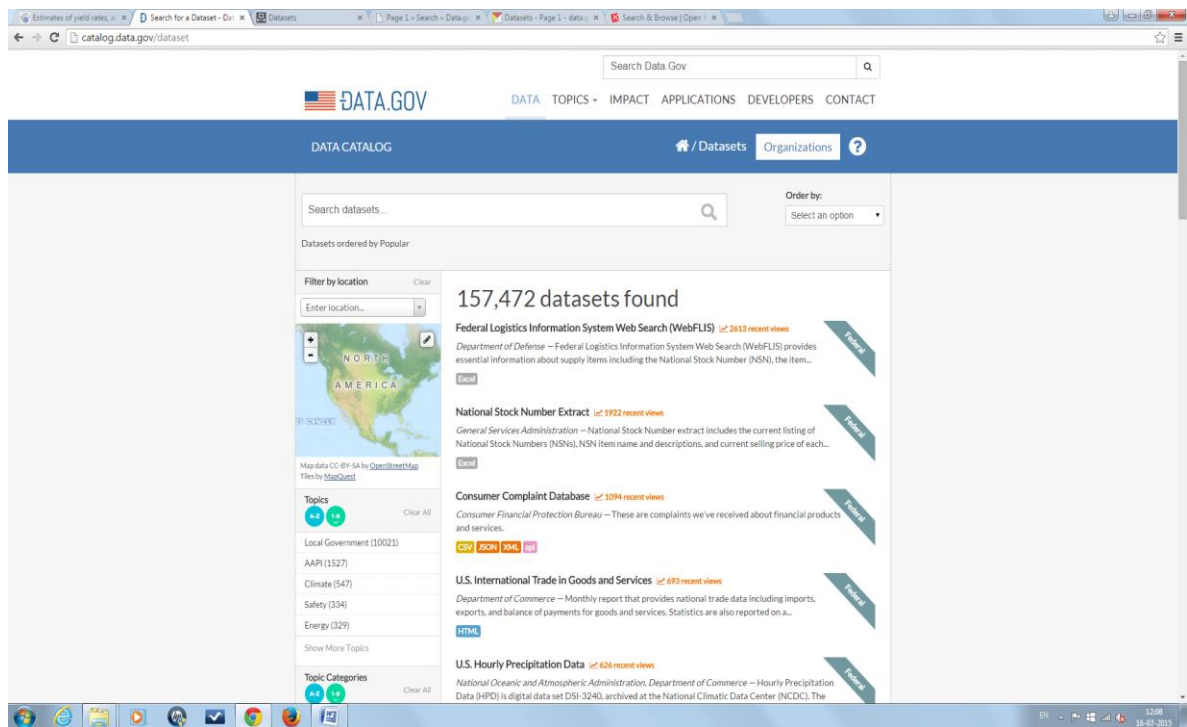 Estimates of yield rates, a
Search for a Dataset - Dat
Datasets
Page 1 » Search »
Datasets - Page 1 - data.g
Search & Browse | Open
catalog.data.gov/dataset
Search Data.Gov
DATA.GOV
DATA TOPICS IMPACT APPLICATIONS DEVELOPERS CONTACT
DATA CATALOG
/ Datasets Organizations ?
Search datasets...
Order by:
Select an option
Datasets ordered by Popular
Filter by location Clear
Enter location...
+
-
NORTH
AMERICA
Map data CC-BY-SA by OpenStreetMap
Tiles by MapQuest
Topics
A-Z 1-9 Clear All
Local Government (10021)
AAPI (1527)
Climate (547)
Safety (334)
Energy (329)
Show More Topics
Topic Categories
A-Z 1-9 Clear All
157,472 datasets found
Federal Logistics Information System Web Search (WebFLIS) 2613 recent views
Federal
Department of Defense — Federal Logistics Information System Web Search (WebFLIS) provides
essential information about supply items including the National Stock Number (NSN), the item...
Excel
National Stock Number Extract 1922 recent views
Federal
General Services Administration — National Stock Number extract includes the current listing of
National Stock Numbers (NSNs), NSN item name and descriptions, and current selling price of each...
Excel
Consumer Complaint Database 1094 recent views
Federal
Consumer Financial Protection Bureau — These are complaints we've received about financial products
and services.
CSV JSON XML api
U.S. International Trade in Goods and Services 693 recent views
Federal
Department of Commerce — Monthly report that provides national trade data including imports,
exports, and balance of payments for goods and services. Statistics are also reported on a...
HTML
U.S. Hourly Precipitation Data 626 recent views
Federal
National Oceanic and Atmospheric Administration, Department of Commerce — Hourly Precipitation
Data (HPD) is digital data set DSI-3240, archived at the National Climatic Data Center (NCDC). The
EN
12:08
16-07-2015